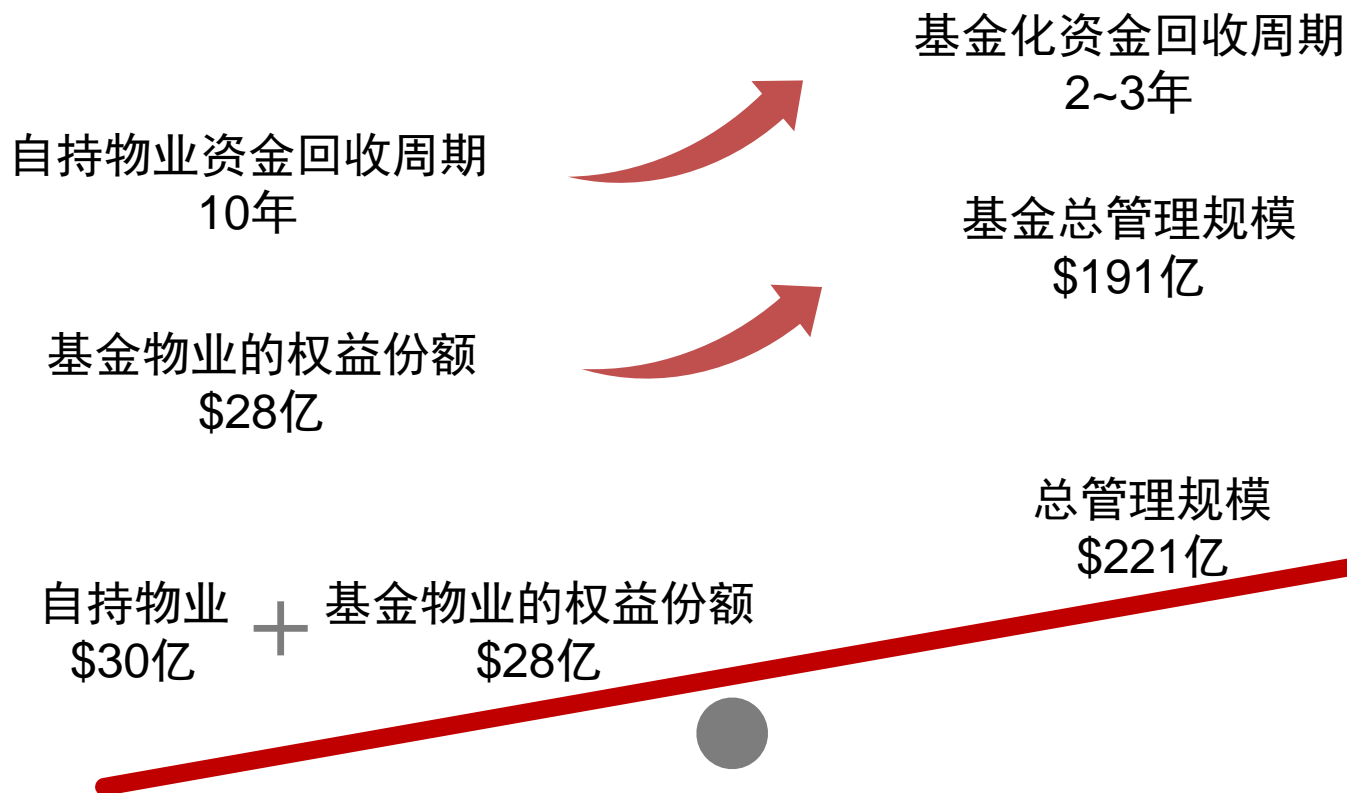 基金化资金回收周期
2~3年
自持物业资金回收周期
10年
基金总管理规模
$191亿
基金物业的权益份额
$28亿
总管理规模
$221亿
自持物业 + 基金物业的权益份额
$30亿 $28亿